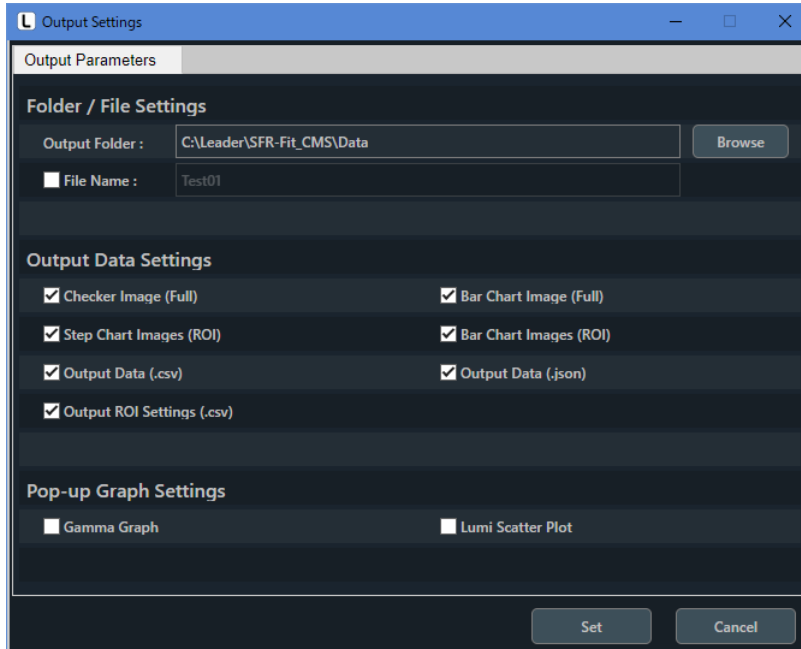 L Output Settings
Output Parameters
Folder / File Settings
Output Folder : C:\Leader\SFR-Fit_CMS\Data Browse
File Name : Test01
Output Data Settings
Checker Image (Full) Bar Chart Image (Full)
Step Chart Images (ROI) Bar Chart Images (ROI)
Output Data (.csv) Output Data (.json)
Output ROI Settings (.csv)
Pop-up Graph Settings
Gamma Graph Lumi Scatter Plot
Set Cancel